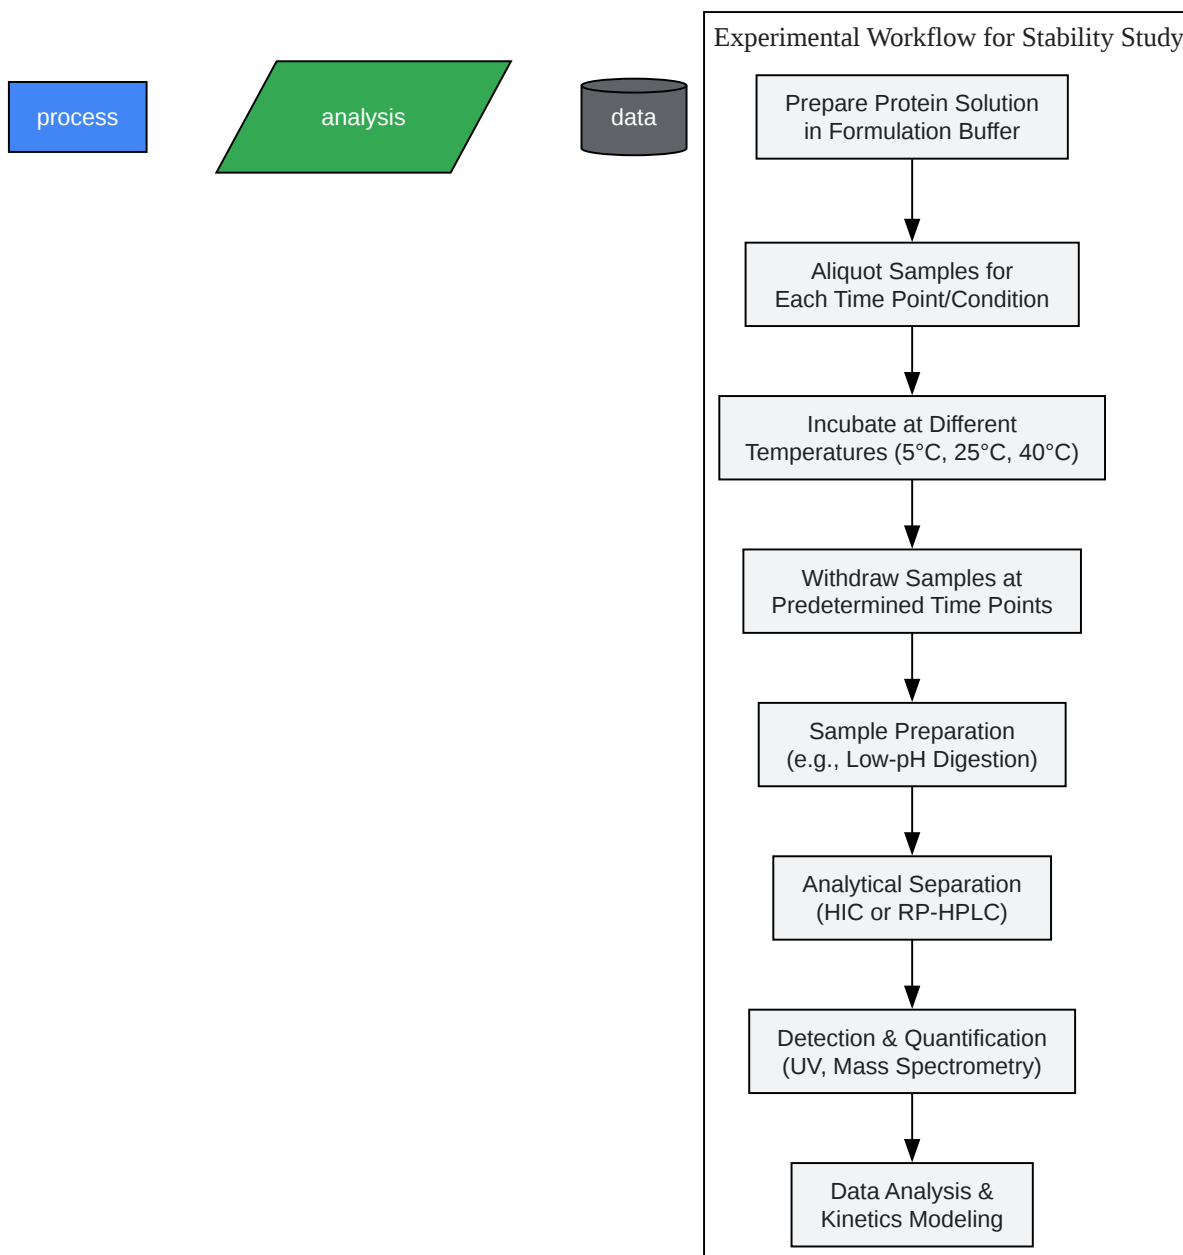 Experimental Workflow for Stability Study
process
analysis
data
Prepare Protein Solution
in Formulation Buffer
Aliquot Samples for
Each Time Point/Condition
Incubate at Different
Temperatures (5°C, 25°C, 40°C)
Withdraw Samples at
Predetermined Time Points
Sample Preparation
(e.g., Low-pH Digestion)
Analytical Separation
(HIC or RP-HPLC)
Detection & Quantification
(UV, Mass Spectrometry)
Data Analysis &
Kinetics Modeling